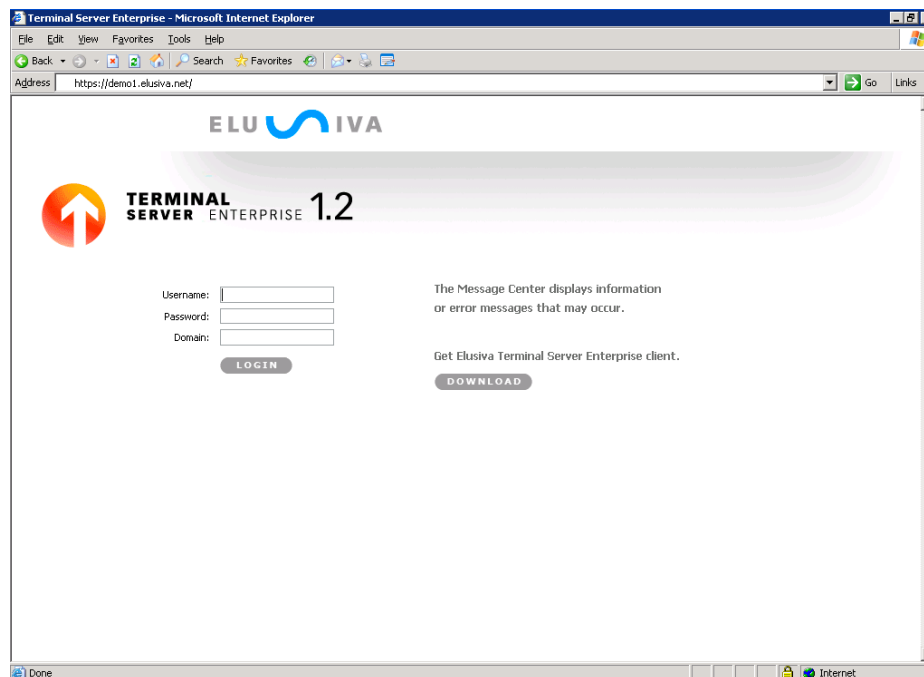 Terminal Server Enterprise - Microsoft Internet Explorer
File Edit View Favorites Tools Help
Back Search Favorites
Address https://demo1.elusiva.net/ Go Links
ELUSIVA
TERMINAL
SERVER ENTERPRISE 1.2
Username:
Password:
Domain:
LOGIN
The Message Center displays information
or error messages that may occur.
Get Elusiva Terminal Server Enterprise client.
DOWNLOAD
Done Internet